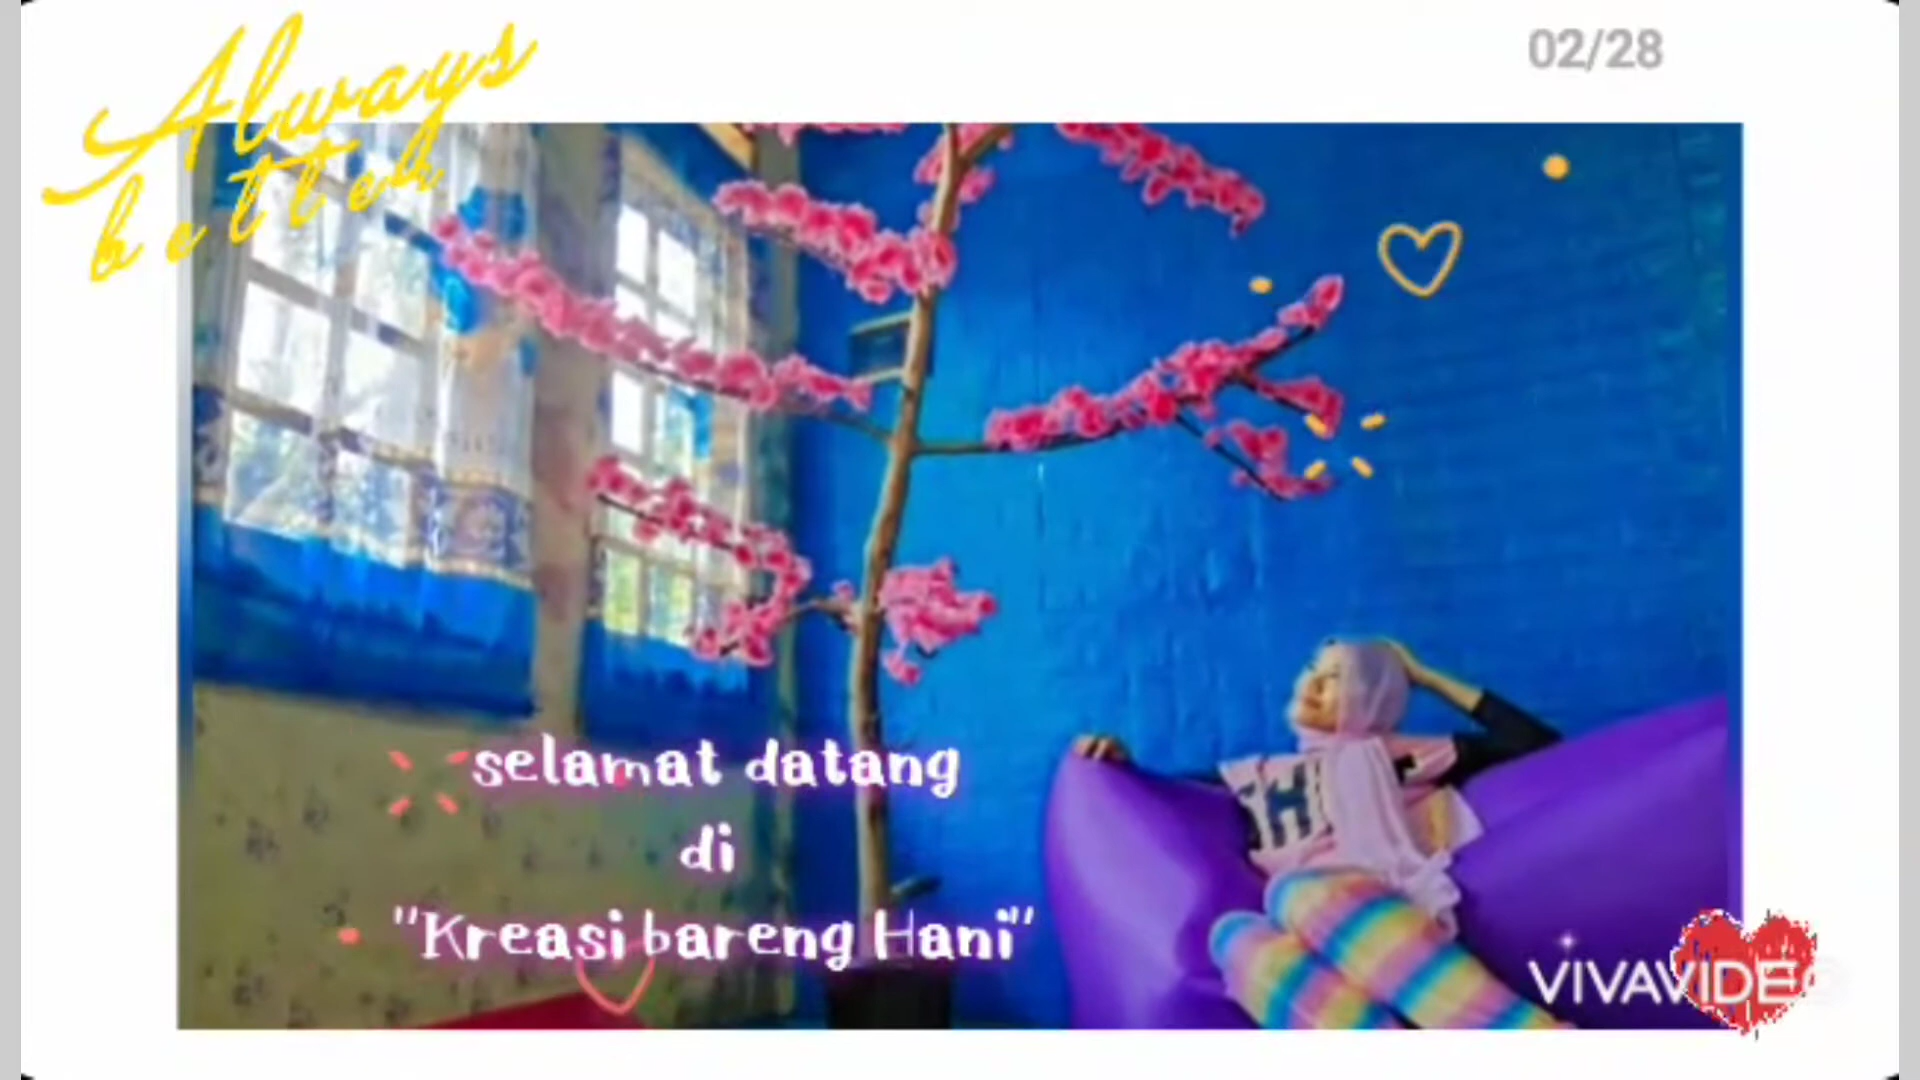 Always
better
02/28
selamat datang
di
"Kreasi bareng Hani"
VIVAVIDEO